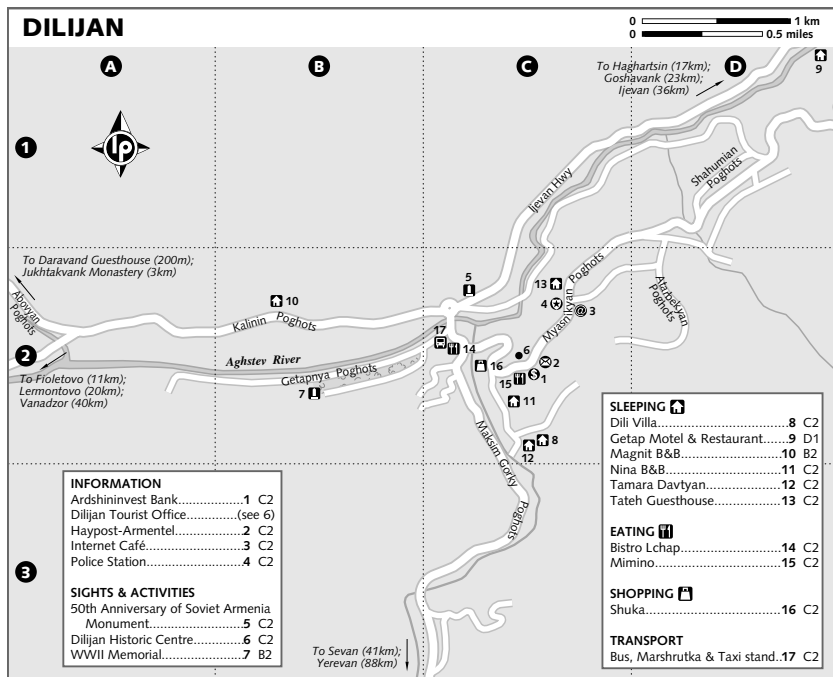 DILIJAN
0 1 km
0 0.5 miles
A
B
C
D
1
2
3
lp
To Haghartsin (17km);
Goshavank (23km);
Ijevan (36km)
9
Shahumian
Poghots
Ijevan Hwy
To Daravand Guesthouse (200m);
Jukhtakvank Monastery (3km)
Abovyan
Poghots
10
Kalinin Poghots
5
13
4
@ 3
Myasnikyan Poghots
Atarbekyan
Poghots
17
14
6
16
2
15
$ 1
11
8
12
Aghstev River
Getapnya Poghots
7
To Fioletovo (11km);
Lermontovo (20km);
Vanadzor (40km)
Maksim Gorky
Poghots
To Sevan (41km);
Yerevan (88km)
INFORMATION
Ardshininvest Bank..................1 C2
Dilijan Tourist Office..............(see 6)
Haypost-Armentel...................2 C2
Internet Café...........................3 C2
Police Station...........................4 C2
SIGHTS & ACTIVITIES
50th Anniversary of Soviet Armenia
Monument.........................5 C2
Dilijan Historic Centre..............6 C2
WWII Memorial.......................7 B2
SLEEPING
Dili Villa..................................8 C2
Getap Motel & Restaurant.....9 D1
Magnit B&B..........................10 B2
Nina B&B..............................11 C2
Tamara Davtyan...................12 C2
Tateh Guesthouse................13 C2
EATING
Bistro Lchap.........................14 C2
Mimino.................................15 C2
SHOPPING
Shuka....................................16 C2
TRANSPORT
Bus, Marshrutka & Taxi stand..17 C2